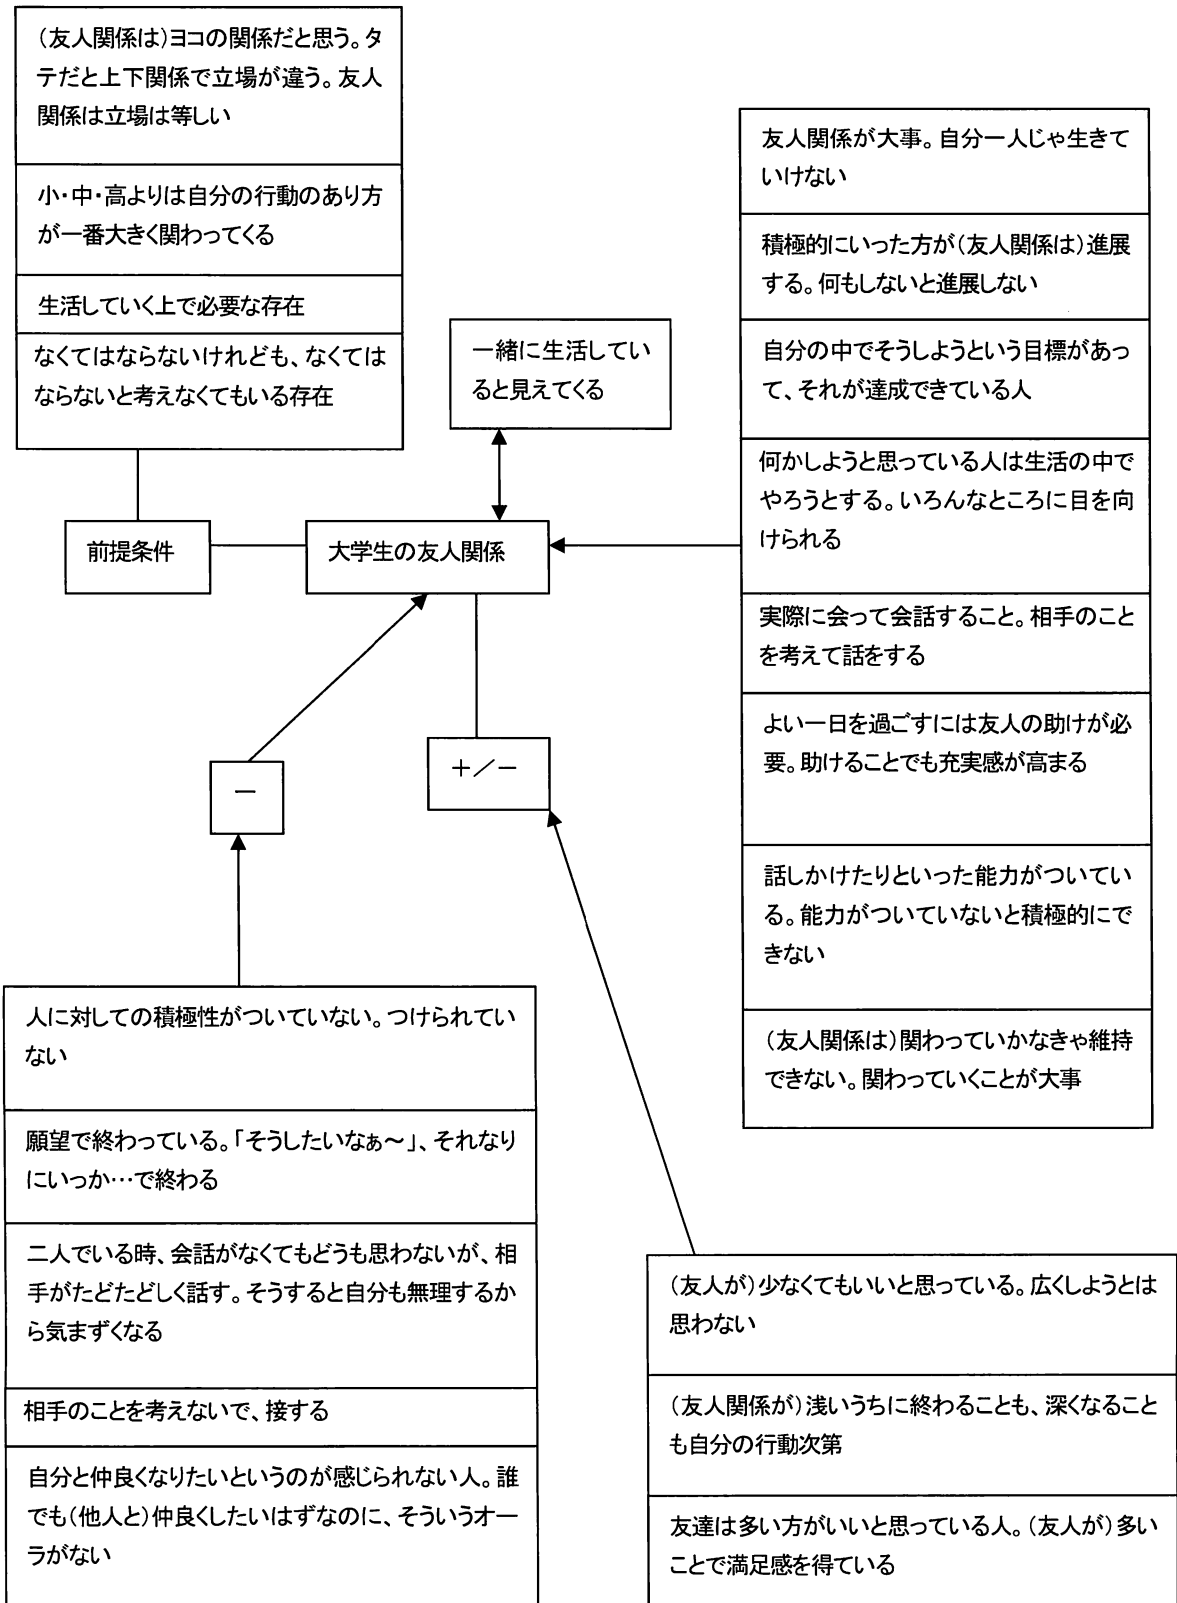 (友人関係は)ヨコの関係だと思う。タ
テだと上下関係で立場が違う。友人
関係は立場は等しい
小・中・高よりは自分の行動のあり方
が一番大きく関わってくる
生活していく上で必要な存在
なくてはならないけれども、なくては
ならないと考えなくてもいる存在
一緒に生活してい
ると見えてくる
前提条件
大学生の友人関係
友人関係が大事。自分一人じゃ生きて
いけない
積極的にいった方が(友人関係は)進展
する。何もしないと進展しない
自分の中でそうしようという目標があっ
て、それが達成できている人
何かしようと思っている人は生活の中で
やろうとする。いろんなところに目を向
けられる
実際に会って会話すること。相手のこと
を考えて話をする
よい一日を過ごすには友人の助けが必
要。助けることでも充実感が高まる
話しかけたりといった能力がついてい
る。能力がついていないと積極的にで
きない
(友人関係は)関わっていかなきゃ維持
できない。関わっていくことが大事
－
＋／－
人に対しての積極性がついていない。つけられてい
ない
願望で終わっている。「そうしたいなぁ～」、それなり
にいっか…で終わる
二人でいる時、会話がなくてもどうも思わないが、相
手がたどたどしく話す。そうすると自分も無理するか
ら気まずくなる
相手のことを考えないで、接する
自分と仲良くなりたいというのが感じられない人。誰
でも(他人と)仲良くしたいはずなのに、そういうオー
ラがない
(友人が)少なくてもいいと思っている。広くしようとは
思わない
(友人関係が)浅いうちに終わることも、深くなること
も自分の行動次第
友達は多い方がいいと思っている人。(友人が)多い
ことで満足感を得ている